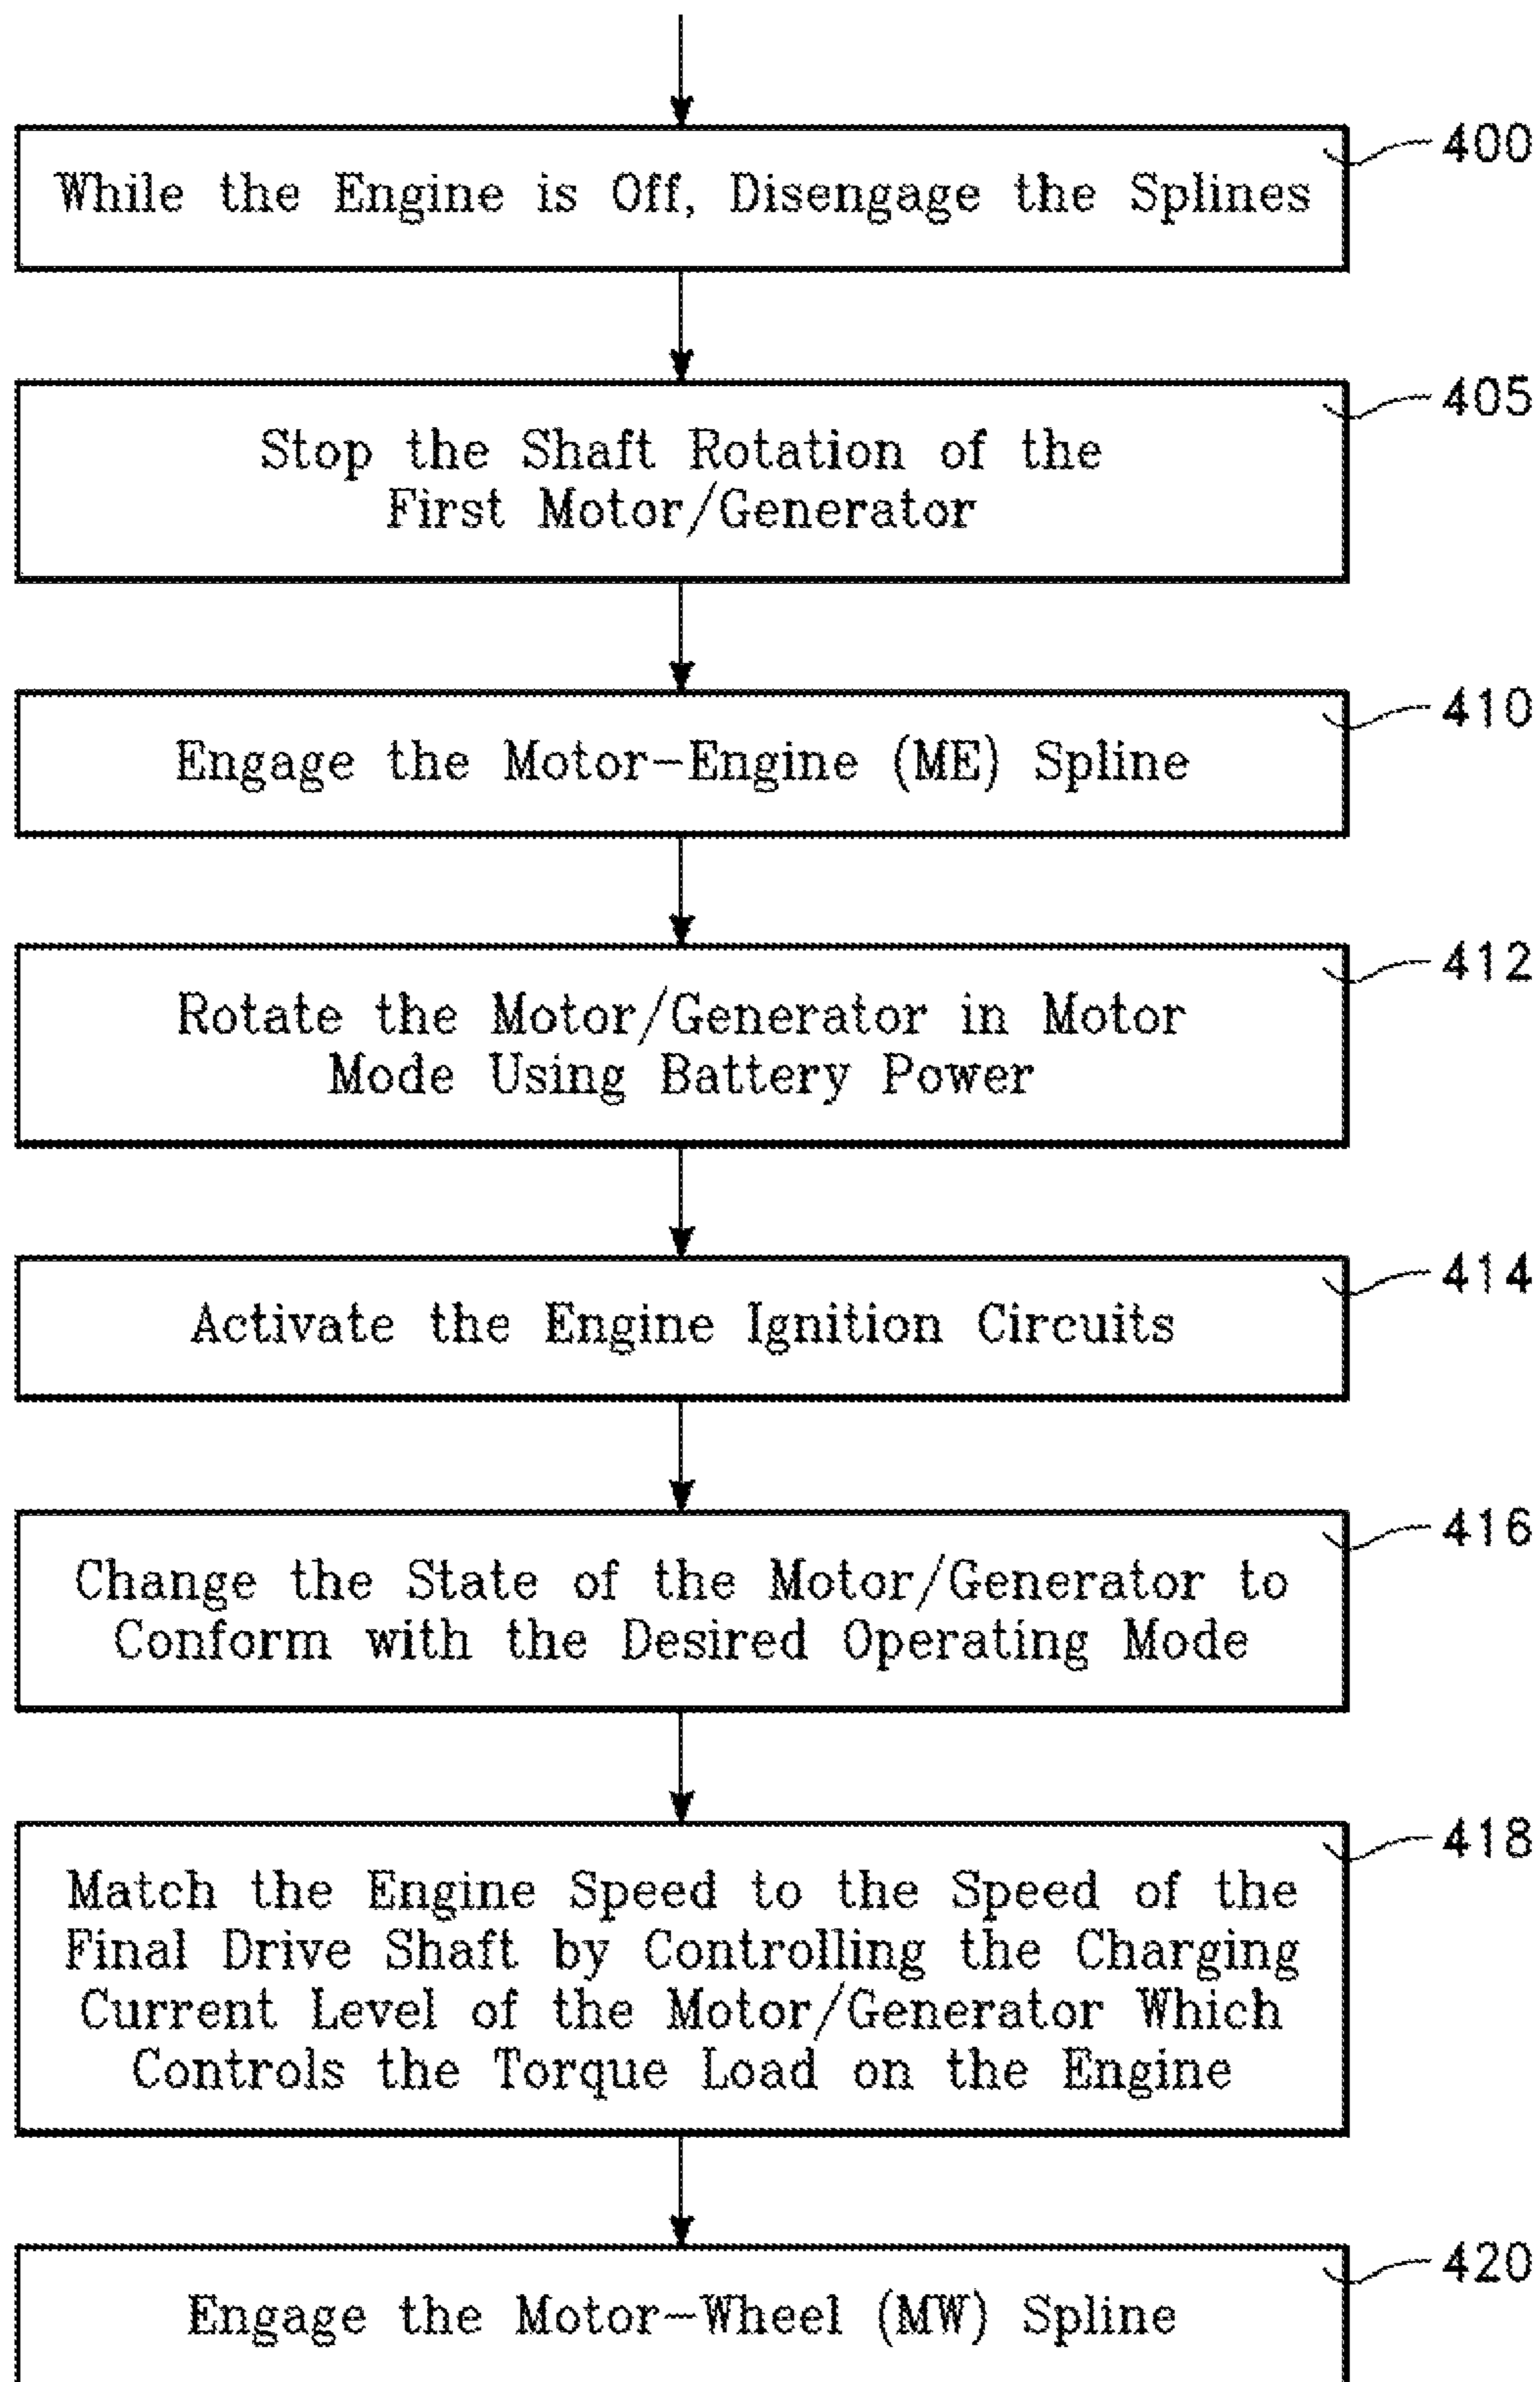 While the Engine is Off, Disengage the Splines
400
Stop the Shaft Rotation of the
First Motor/Generator
405
Engage the Motor-Engine (ME) Spline
410
Rotate the Motor/Generator in Motor
Mode Using Battery Power
412
Activate the Engine Ignition Circuits
414
Change the State of the Motor/Generator to
Conform with the Desired Operating Mode
416
Match the Engine Speed to the Speed of the
Final Drive Shaft by Controlling the Charging
Current Level of the Motor/Generator Which
Controls the Torque Load on the Engine
418
Engage the Motor-Wheel (MW) Spline
420